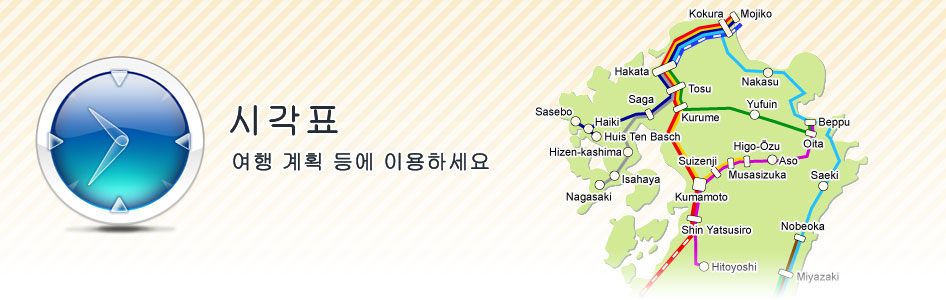 시각표
여행 계획 등에 이용하세요
Kokura
Mojiko
Hakata
Nakasu
Tosu
Saga
Yufuin
Sasebo
Haiki
Kurume
Beppu
Huis Ten Basch
Oita
Hizen-kashima
Higo-Ōzu
Suizenji
Aso
Musasizuka
Isahaya
Saeki
Nagasaki
Kumamoto
Shin Yatsusiro
Nobeoka
Hitoyoshi
Miyazaki